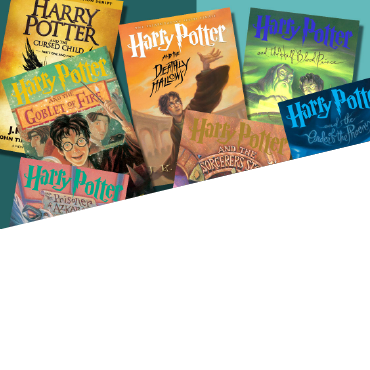 HARRY
POTTER
AND THE
CURSED CHILD
Harry Potter
AND THE
GOBLET OF FIRE
Harry Potter
AND THE
DEATHLY
HALLOWS
Harry Potter
and the Half-Blood Prince
Harry Potter
and the
Order of the Phoenix
Harry Potter
AND THE
SORCERER'S
Harry Potter
Prisoner